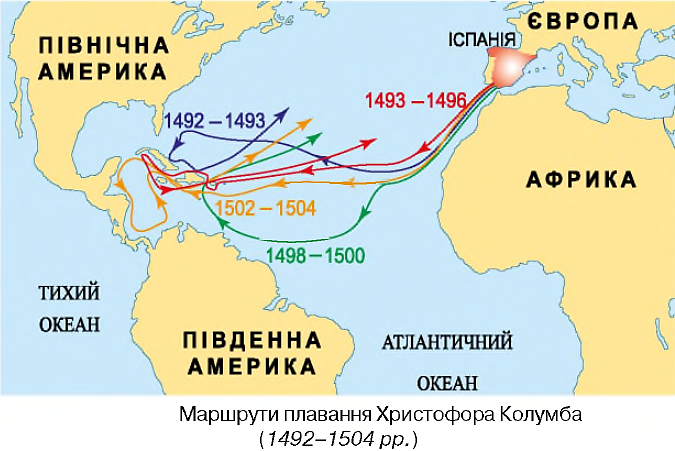 ЄВРОПА
ІСПАНІЯ
ПІВНІЧНА
АМЕРИКА
1493 – 1496
1492 – 1493
АФРИКА
1502 – 1504
1498 – 1500
ТИХИЙ
ОКЕАН
ПІВДЕННА
АМЕРИКА
АТЛАНТИЧНИЙ
ОКЕАН
Маршрути плавання Христофора Колумба
(1492–1504 рр.)